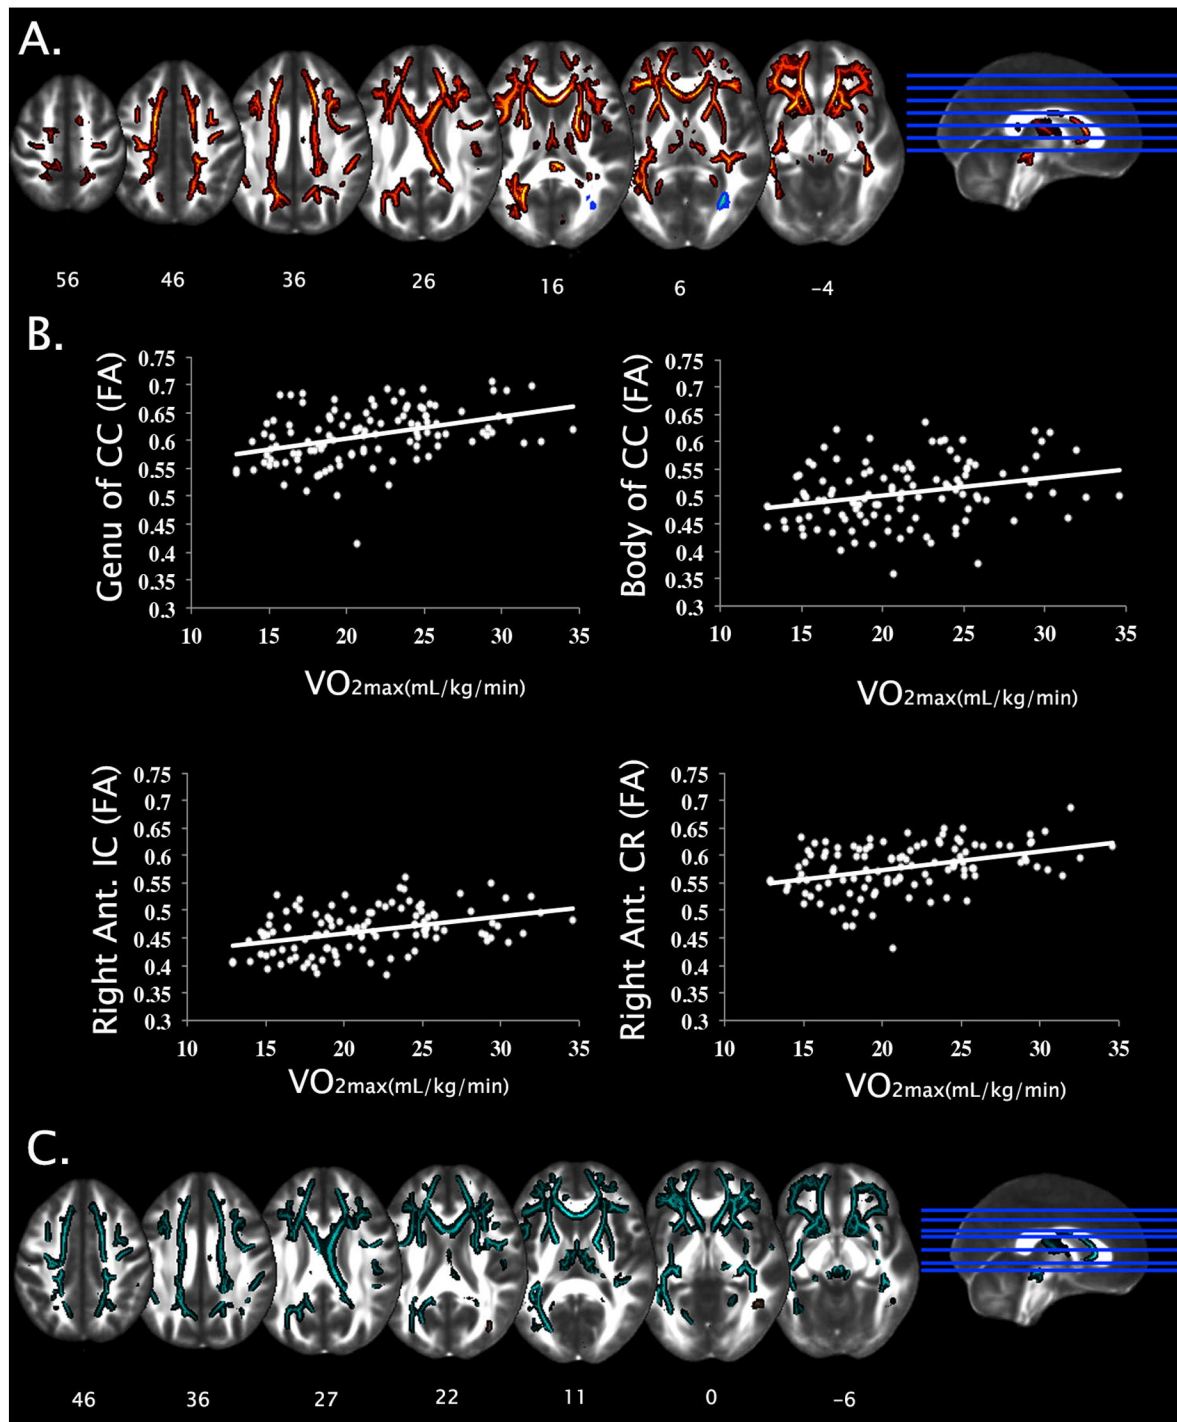 A.
56 46 36 26 16 6 –4
B.
Genu of CC (FA)
0.75
0.7
0.65
0.6
0.55
0.5
0.45
0.4
0.35
0.3
10 15 20 25 30 35
VO2max(mL/kg/min)
Body of CC (FA)
0.75
0.7
0.65
0.6
0.55
0.5
0.45
0.4
0.35
0.3
10 15 20 25 30 35
VO2max(mL/kg/min)
Right Ant. IC (FA)
0.75
0.7
0.65
0.6
0.55
0.5
0.45
0.4
0.35
0.3
10 15 20 25 30 35
VO2max(mL/kg/min)
Right Ant. CR (FA)
0.75
0.7
0.65
0.6
0.55
0.5
0.45
0.4
0.35
0.3
10 15 20 25 30 35
VO2max(mL/kg/min)
C.
46 36 27 22 11 0 –6